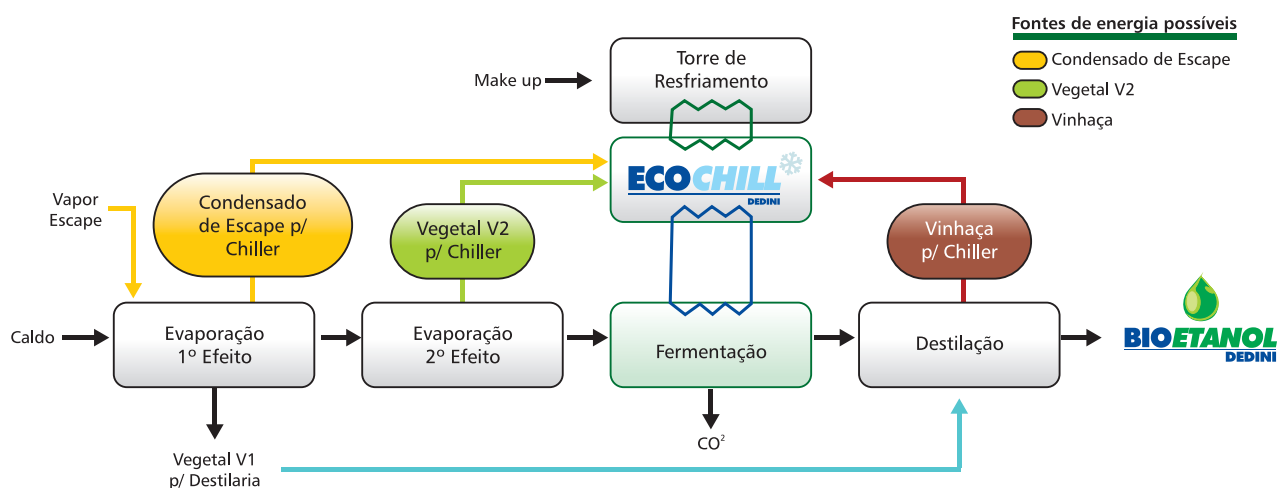 Fontes de energia possíveis
Condensado de Escape
Vegetal V2
Vinhaça
Torre de
Resfriamento
Make up
ECOCHILL
DEDINI
Vapor
Escape
Condensado
de Escape p/
Chiller
Vegetal V2
p/ Chiller
Vinhaça
p/ Chiller
Caldo
Evaporação
1º Efeito
Evaporação
2º Efeito
Fermentação
Destilação
BIOETANOL
DEDINI
CO²
Vegetal V1
p/ Destilaria